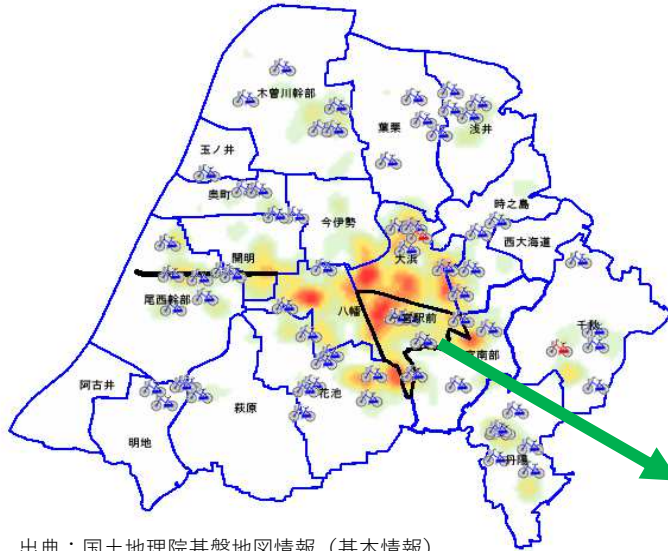 木曽川幹部
葉栗
浅井
玉ノ井
奥町
今伊勢
時之島
大浜
西大海道
開明
尾西幹部
八幡
宮駅前
千秋
宮南部
阿古井
萩原
花池
明地
丹陽
出典：国土地理院基盤地図情報（基本情報）